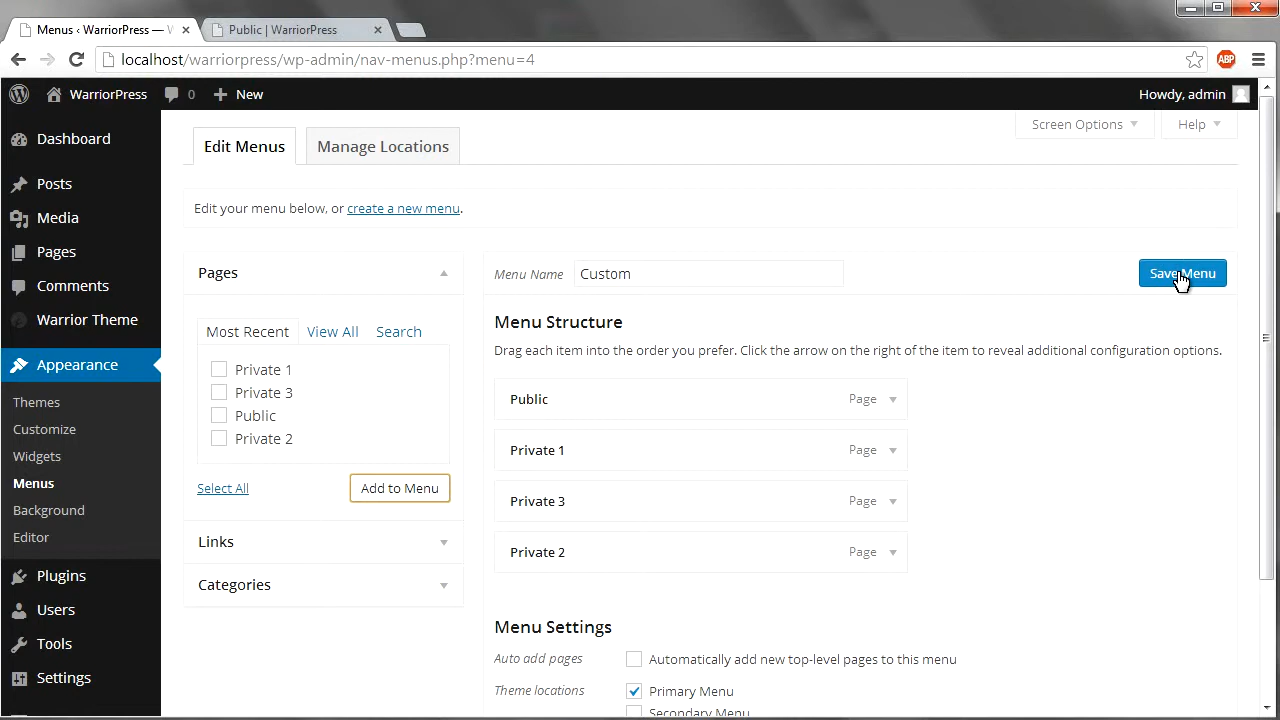 Menus ‹ WarriorPress — W
Public | WarriorPress
localhost/warriorpress/wp-admin/nav-menus.php?menu=4
ABP
WarriorPress 0 + New Howdy, admin
Screen Options Help
Dashboard
Posts
Media
Pages
Comments
Warrior Theme
Appearance
Themes
Customize
Widgets
Menus
Background
Editor
Plugins
Users
Tools
Settings
Edit Menus Manage Locations
Edit your menu below, or create a new menu.
Pages
Most Recent View All Search
Private 1
Private 3
Public
Private 2
Select All Add to Menu
Links
Categories
Menu Name Custom Save Menu
Menu Structure
Drag each item into the order you prefer. Click the arrow on the right of the item to reveal additional configuration options.
Public Page
Private 1 Page
Private 3 Page
Private 2 Page
Menu Settings
Auto add pages Automatically add new top-level pages to this menu
Theme locations Primary Menu
Secondary Menu